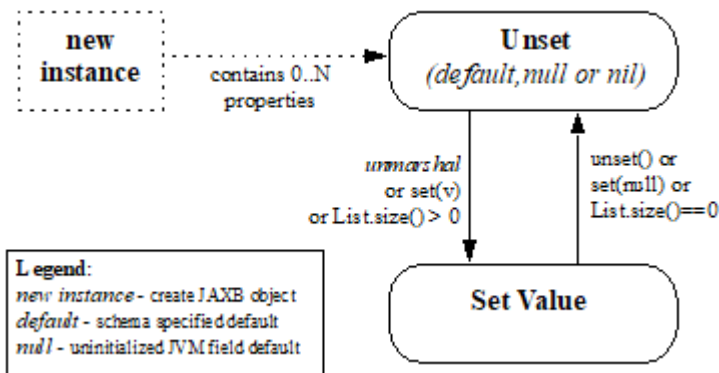 new
instance
contains 0..N
properties
Unset
(default,null or nil)
unmarshal
or set(v)
or List.size() > 0
unset() or
set(null) or
List.size()==0
Set Value
Legend:
new instance - create JAXB object
default - schema specified default
null - uninitialized JVM field default